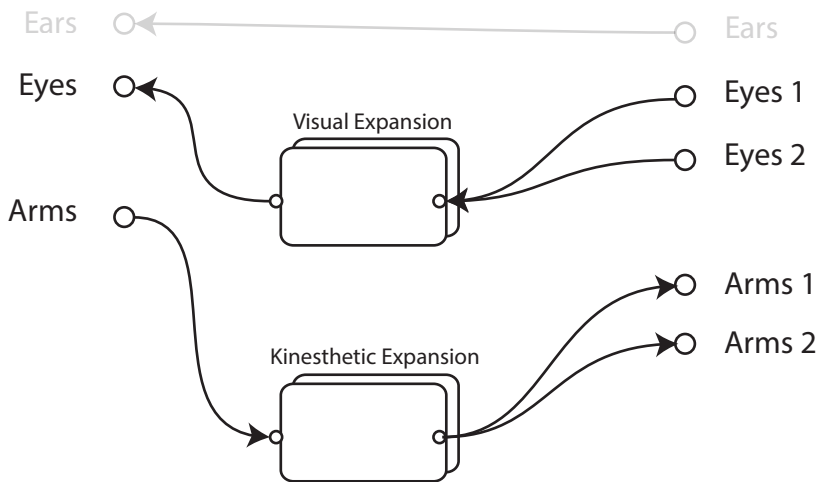 Ears
Ears
Eyes
Eyes 1
Visual Expansion
Eyes 2
Arms
Arms 1
Arms 2
Kinesthetic Expansion